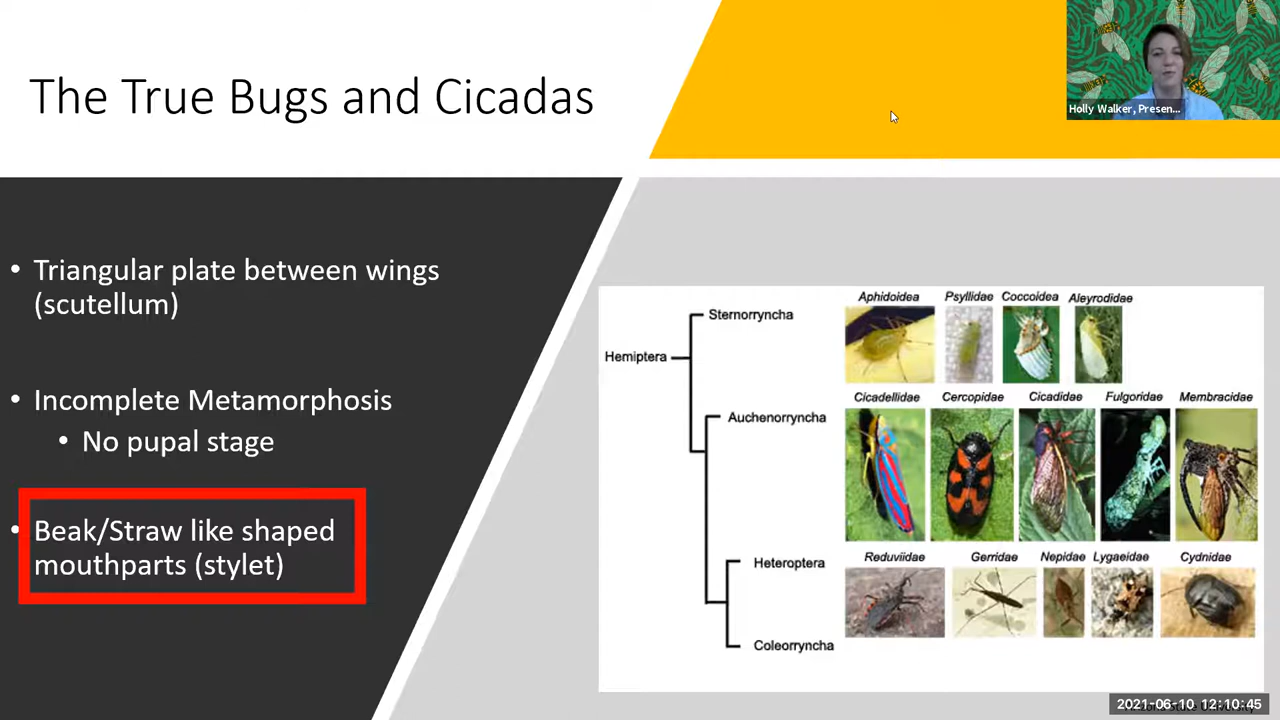 The True Bugs and Cicadas
Holly Walker, Presen...
• Triangular plate between wings
(scutellum)
• Incomplete Metamorphosis
• No pupal stage
• Beak/Straw like shaped
mouthparts (stylet)
Hemiptera
Sternorryncha
Aphidoidea Psyllidae Coccoidea Aleyrodidae
Auchenorryncha
Cicadellidae Cercopidae Cicadidae Fulgoridae Membracidae
Heteroptera
Reduviidae Gerridae Nepidae Lygaeidae Cydnidae
Coleorryncha
2021-06-10 12:10:45